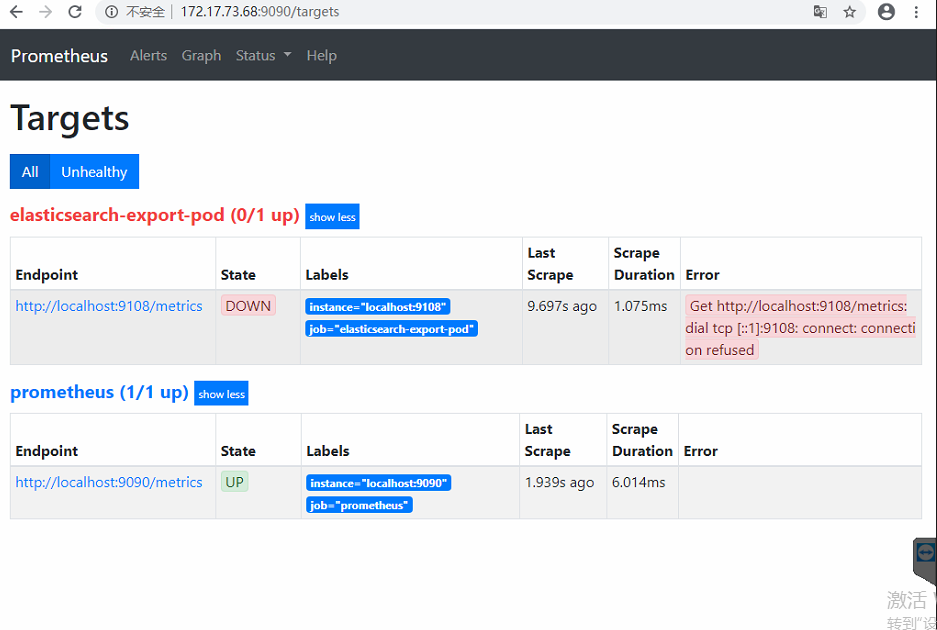 不安全 172.17.73.68:9090/targets
Prometheus Alerts Graph Status Help
Targets
All Unhealthy
elasticsearch-export-pod (0/1 up) show less
Endpoint State Labels Last Scrape Scrape Duration Error
http://localhost:9108/metrics DOWN instance="localhost:9108" 9.697s ago 1.075ms Get http://localhost:9108/metrics:
job="elasticsearch-export-pod" dial tcp [::1]:9108: connect: connecti
on refused
prometheus (1/1 up) show less
Endpoint State Labels Last Scrape Scrape Duration Error
http://localhost:9090/metrics UP instance="localhost:9090" 1.939s ago 6.014ms
job="prometheus"
激活
转到"设